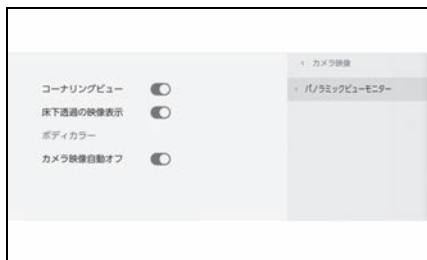 ‹ カメラ映像
‹ パノラミックビューモニター
コーナリングビュー
床下透過の映像表示
ボディカラー
カメラ映像自動オフ